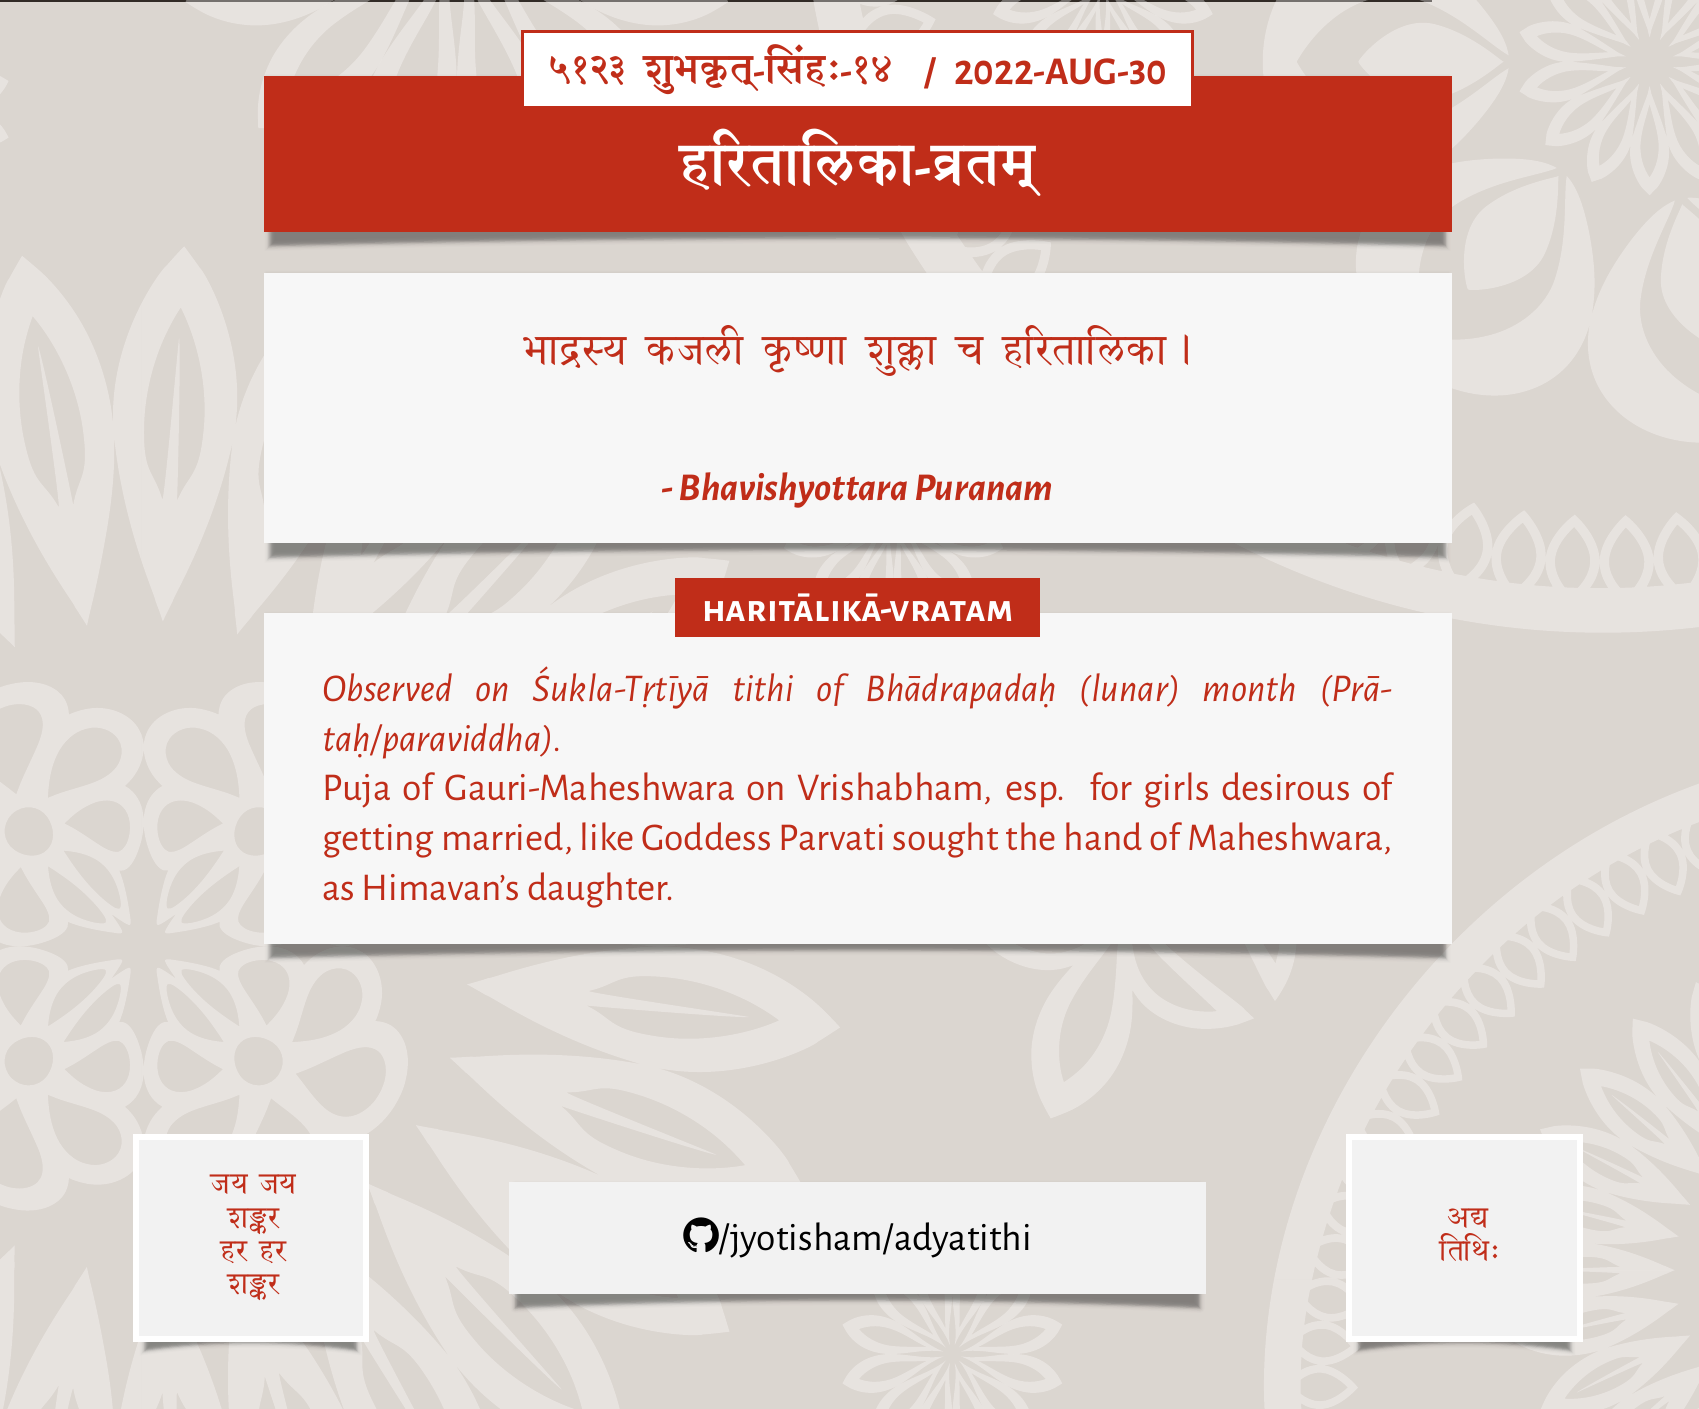 ५१२३ शुभकृत्-सिंहः-१४ / 2022-AUG-30
हरितालिका-व्रतम्
भाद्रस्य कजली कृष्णा शुक्ला च हरितालिका।
- Bhavishyottara Puranam
HARITĀLIKĀ-VRATAM
Observed on Śukla-Tṛtīyā tithi of Bhādrapadaḥ (lunar) month (Prā-
taḥ/paraviddha).
Puja of Gauri-Maheshwara on Vrishabham, esp. for girls desirous of
getting married, like Goddess Parvati sought the hand of Maheshwara,
as Himavan’s daughter.
जय जय
शङ्कर
हर हर
शङ्कर
/jyotisham/adyatithi
अद्य
तिथिः